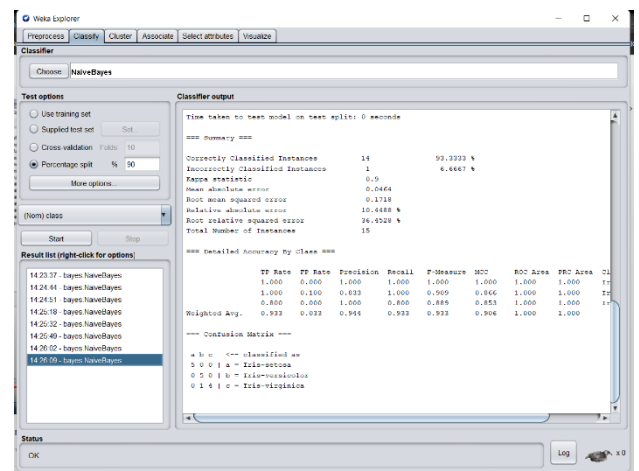 Weka Explorer
Preprocess Classify Cluster Associate Select attributes Visualize
Classifier
Choose NaiveBayes
Test options
Use training set
Supplied test set Set...
Cross-validation Folds 10
Percentage split % 90
More options...
(Nom) class
Start Stop
Result list (right-click for options)
14:23:37 - bayes.NaiveBayes
14:24:44 - bayes.NaiveBayes
14:24:51 - bayes.NaiveBayes
14:25:18 - bayes.NaiveBayes
14:25:32 - bayes.NaiveBayes
14:25:49 - bayes.NaiveBayes
14:26:02 - bayes.NaiveBayes
14:26:09 - bayes.NaiveBayes
Classifier output
Time taken to test model on test split: 0 seconds
=== Summary ===
Correctly Classified Instances 14 93.3333 %
Incorrectly Classified Instances 1 6.6667 %
Kappa statistic 0.9
Mean absolute error 0.0464
Root mean squared error 0.1718
Relative absolute error 10.4488 %
Root relative squared error 36.4528 %
Total Number of Instances 15
=== Detailed Accuracy By Class ===
TP Rate FP Rate Precision Recall F-Measure MCC ROC Area PRC Area Cl
1.000 0.000 1.000 1.000 1.000 1.000 1.000 1.000 Ir
1.000 0.100 0.833 1.000 0.909 0.866 1.000 1.000 Ir
0.800 0.000 1.000 0.800 0.889 0.853 1.000 1.000 Ir
Weighted Avg. 0.933 0.033 0.944 0.933 0.933 0.906 1.000 1.000
=== Confusion Matrix ===
a b c <-- classified as
5 0 0 | a = Iris-setosa
0 5 0 | b = Iris-versicolor
0 1 4 | c = Iris-virginica
Status
OK
Log
x 0